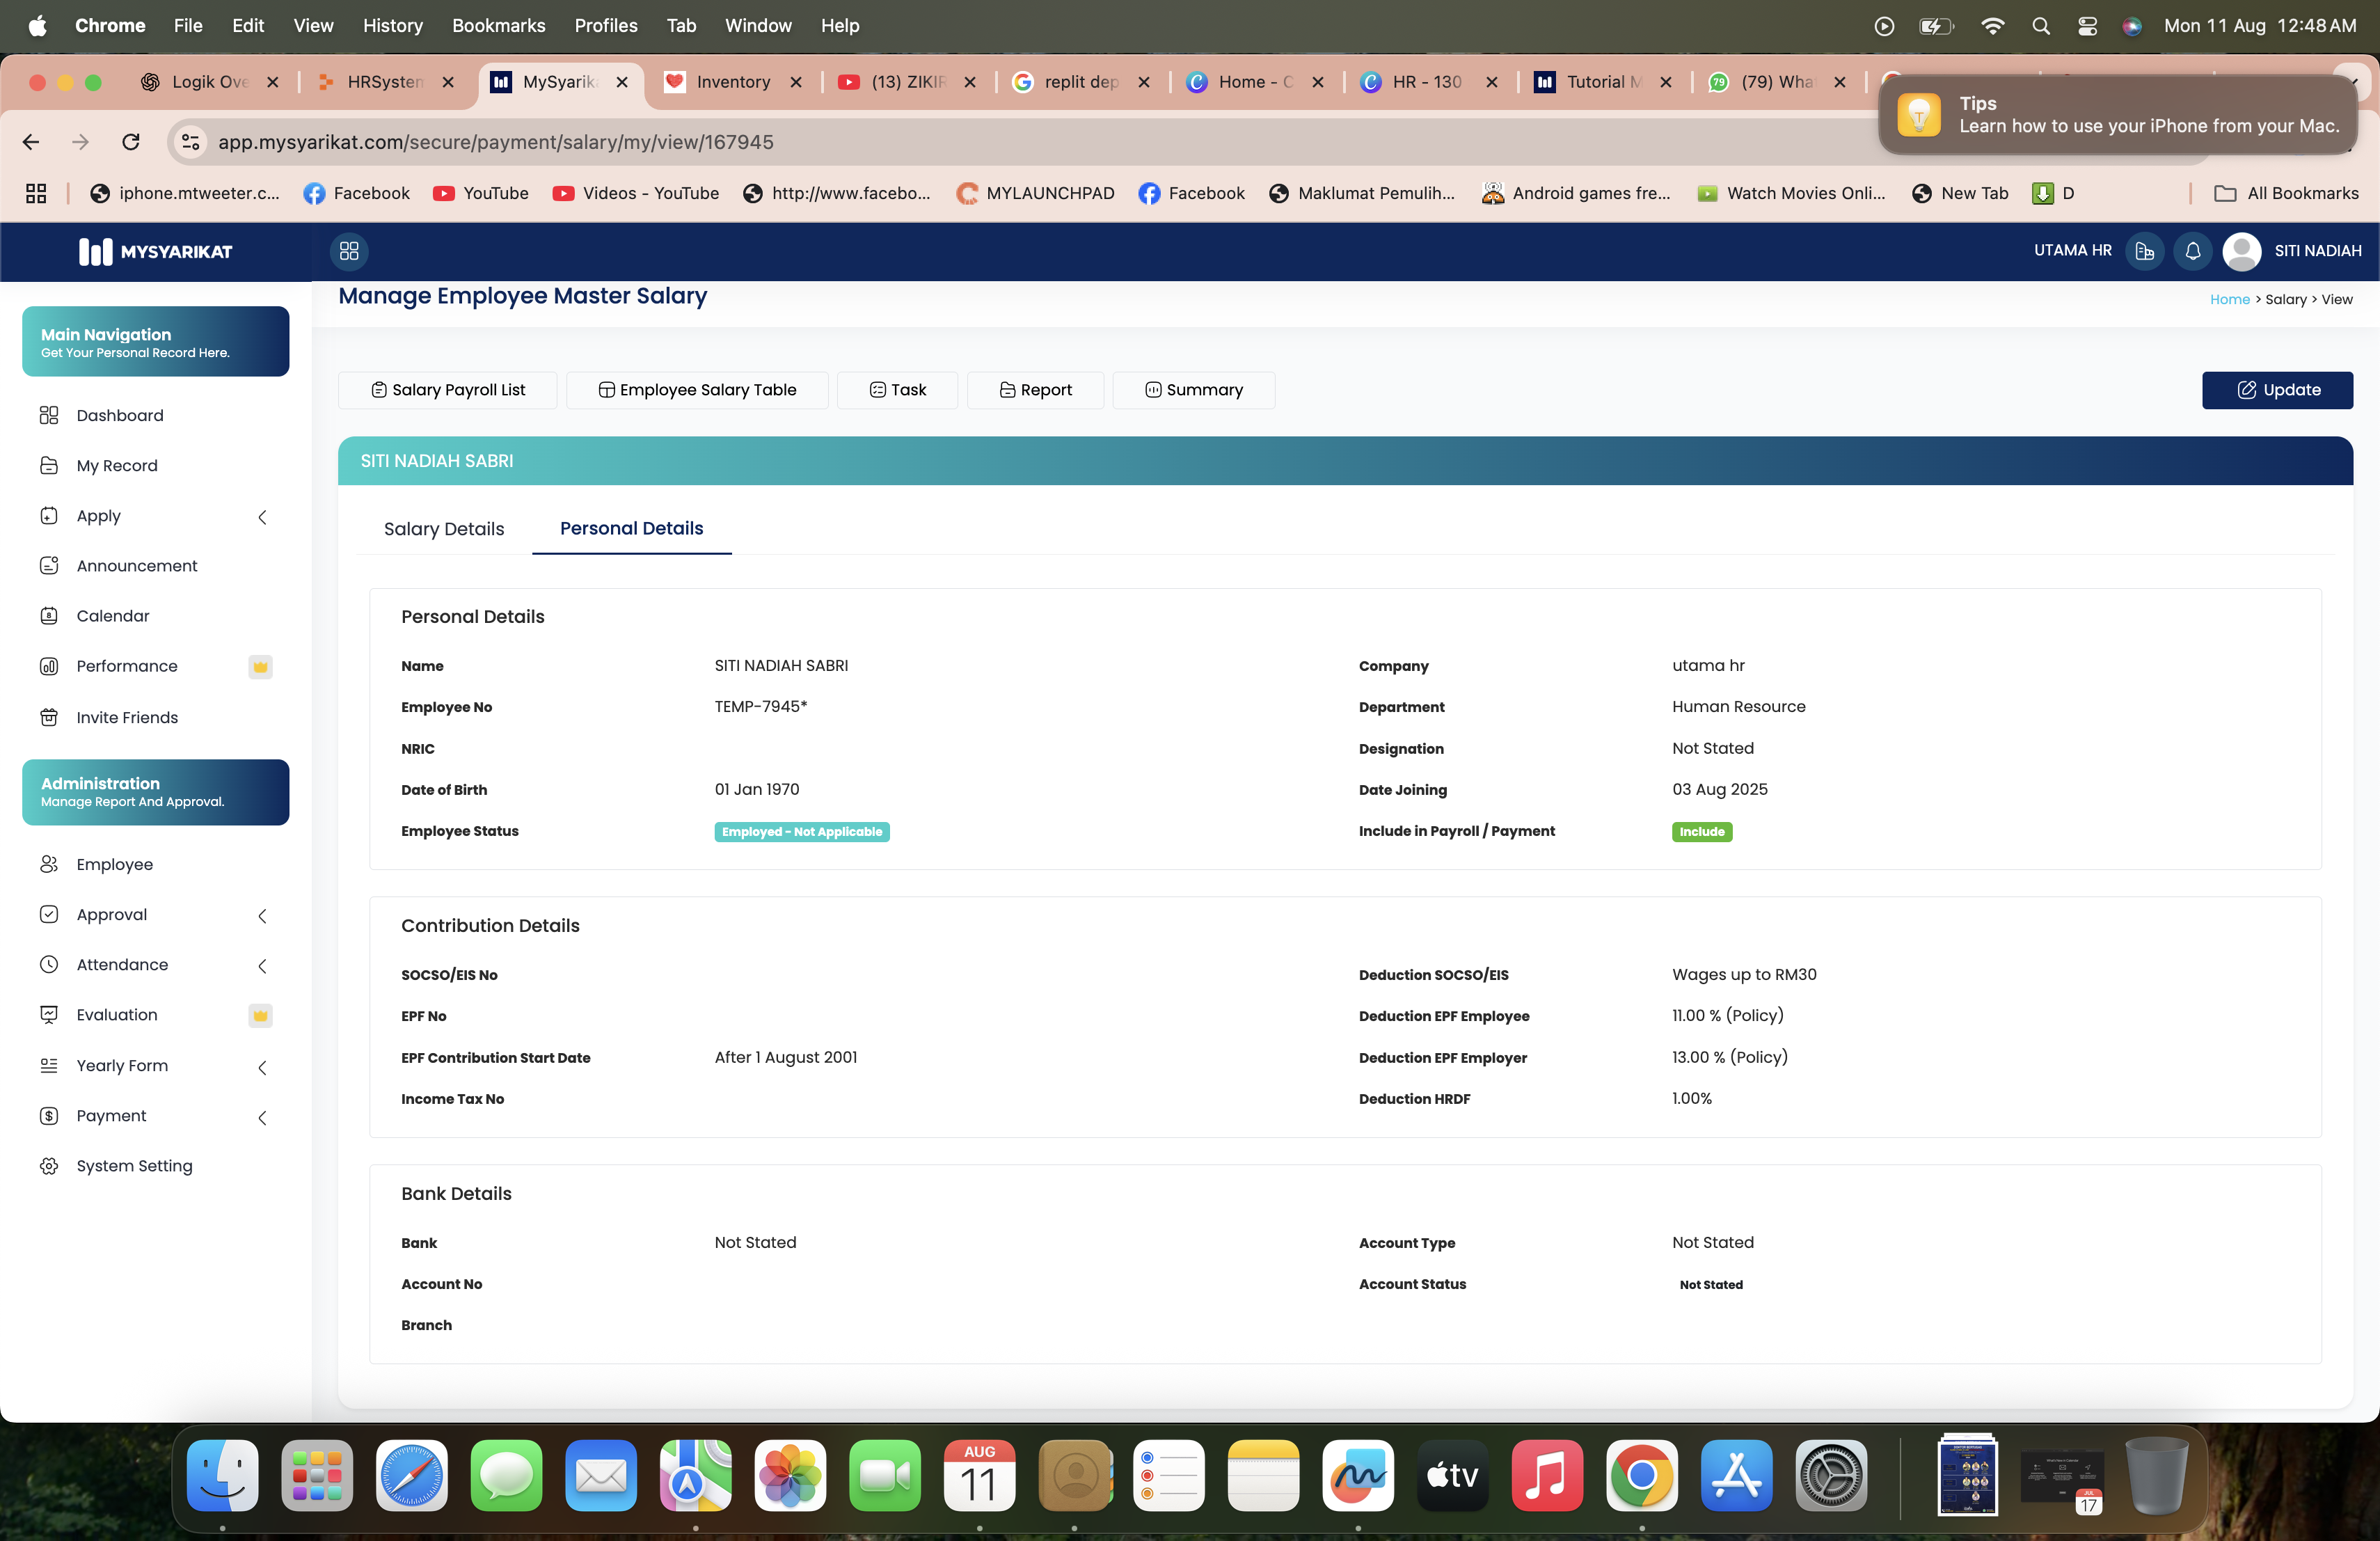 Chrome File Edit View History Bookmarks Profiles Tab Window Help Mon 11 Aug 12:48 AM
Logik Ove HRSystem MySyarik Inventory (13) ZIKIR replit dep Home - C HR - 130 Tutorial M (79) Wha
Tips
Learn how to use your iPhone from your Mac.
app.mysyarikat.com/secure/payment/salary/my/view/167945
iphone.mtweeter.c... Facebook YouTube Videos - YouTube http://www.facebo... MYLAUNCHPAD Facebook Maklumat Pemulih... Android games fre... Watch Movies Onli... New Tab D All Bookmarks
MYSYARIKAT UTAMA HR SITI NADIAH
Manage Employee Master Salary
Home > Salary > View
Main Navigation
Get Your Personal Record Here.
Dashboard
My Record
Apply
Announcement
Calendar
Performance
Invite Friends
Administration
Manage Report And Approval.
Employee
Approval
Attendance
Evaluation
Yearly Form
Payment
System Setting
Salary Payroll List Employee Salary Table Task Report Summary Update
SITI NADIAH SABRI
Salary Details Personal Details
Personal Details
Name SITI NADIAH SABRI Company utama hr
Employee No TEMP-7945* Department Human Resource
NRIC Designation Not Stated
Date of Birth 01 Jan 1970 Date Joining 03 Aug 2025
Employee Status Employed - Not Applicable Include in Payroll / Payment Include
Contribution Details
SOCSO/EIS No Deduction SOCSO/EIS Wages up to RM30
EPF No Deduction EPF Employee 11.00 % (Policy)
EPF Contribution Start Date After 1 August 2001 Deduction EPF Employer 13.00 % (Policy)
Income Tax No Deduction HRDF 1.00%
Bank Details
Bank Not Stated Account Type Not Stated
Account No Account Status Not Stated
Branch
AUG
11
tv
JUL
17